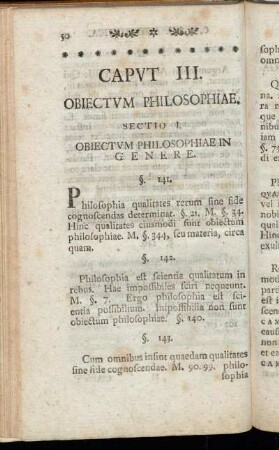 50
CAPVT III.
OBIECTVM PHILOSOPHIAE.
SECTIO I.
OBIECTVM PHILOSOPHIAE IN
GENERE.
§. 141.
Philosophia qualitates rerum sine fide
cognoscendas determinat. §. 21. M. §. 34.
Hinc qualitates eiusmodi sunt obiectum
philosophiae. M. §. 344, seu materia, circa
quam.
§. 142.
Philosophia est scientia qualitatum in
rebus. Hae impossibiles sciri nequeunt.
M. §. 7. Ergo philosophia est sci-
entia possibilium. Impossibilia non sunt
obiectum philosophiae. §. 140.
§. 143.
Cum omnibus insint quaedam qualitates
sine fide cognoscendae. M. 90. 99. phili-
sophia